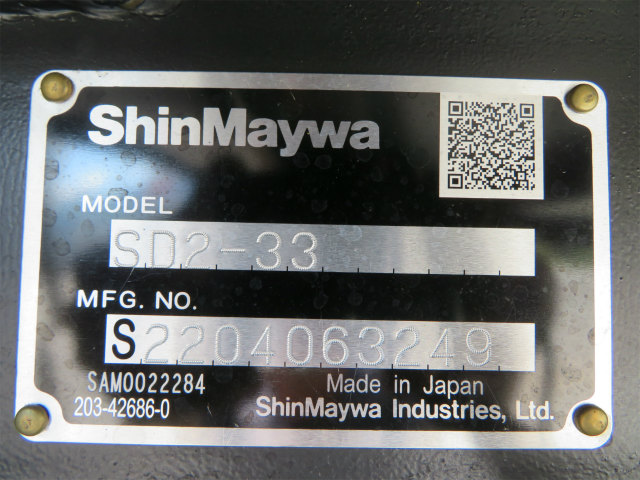 ShinMaywa
MODEL
SD2-33
MFG. NO.
S2204063249
SAM0022284
Made in Japan
203-42686-0
ShinMaywa Industries, Ltd.